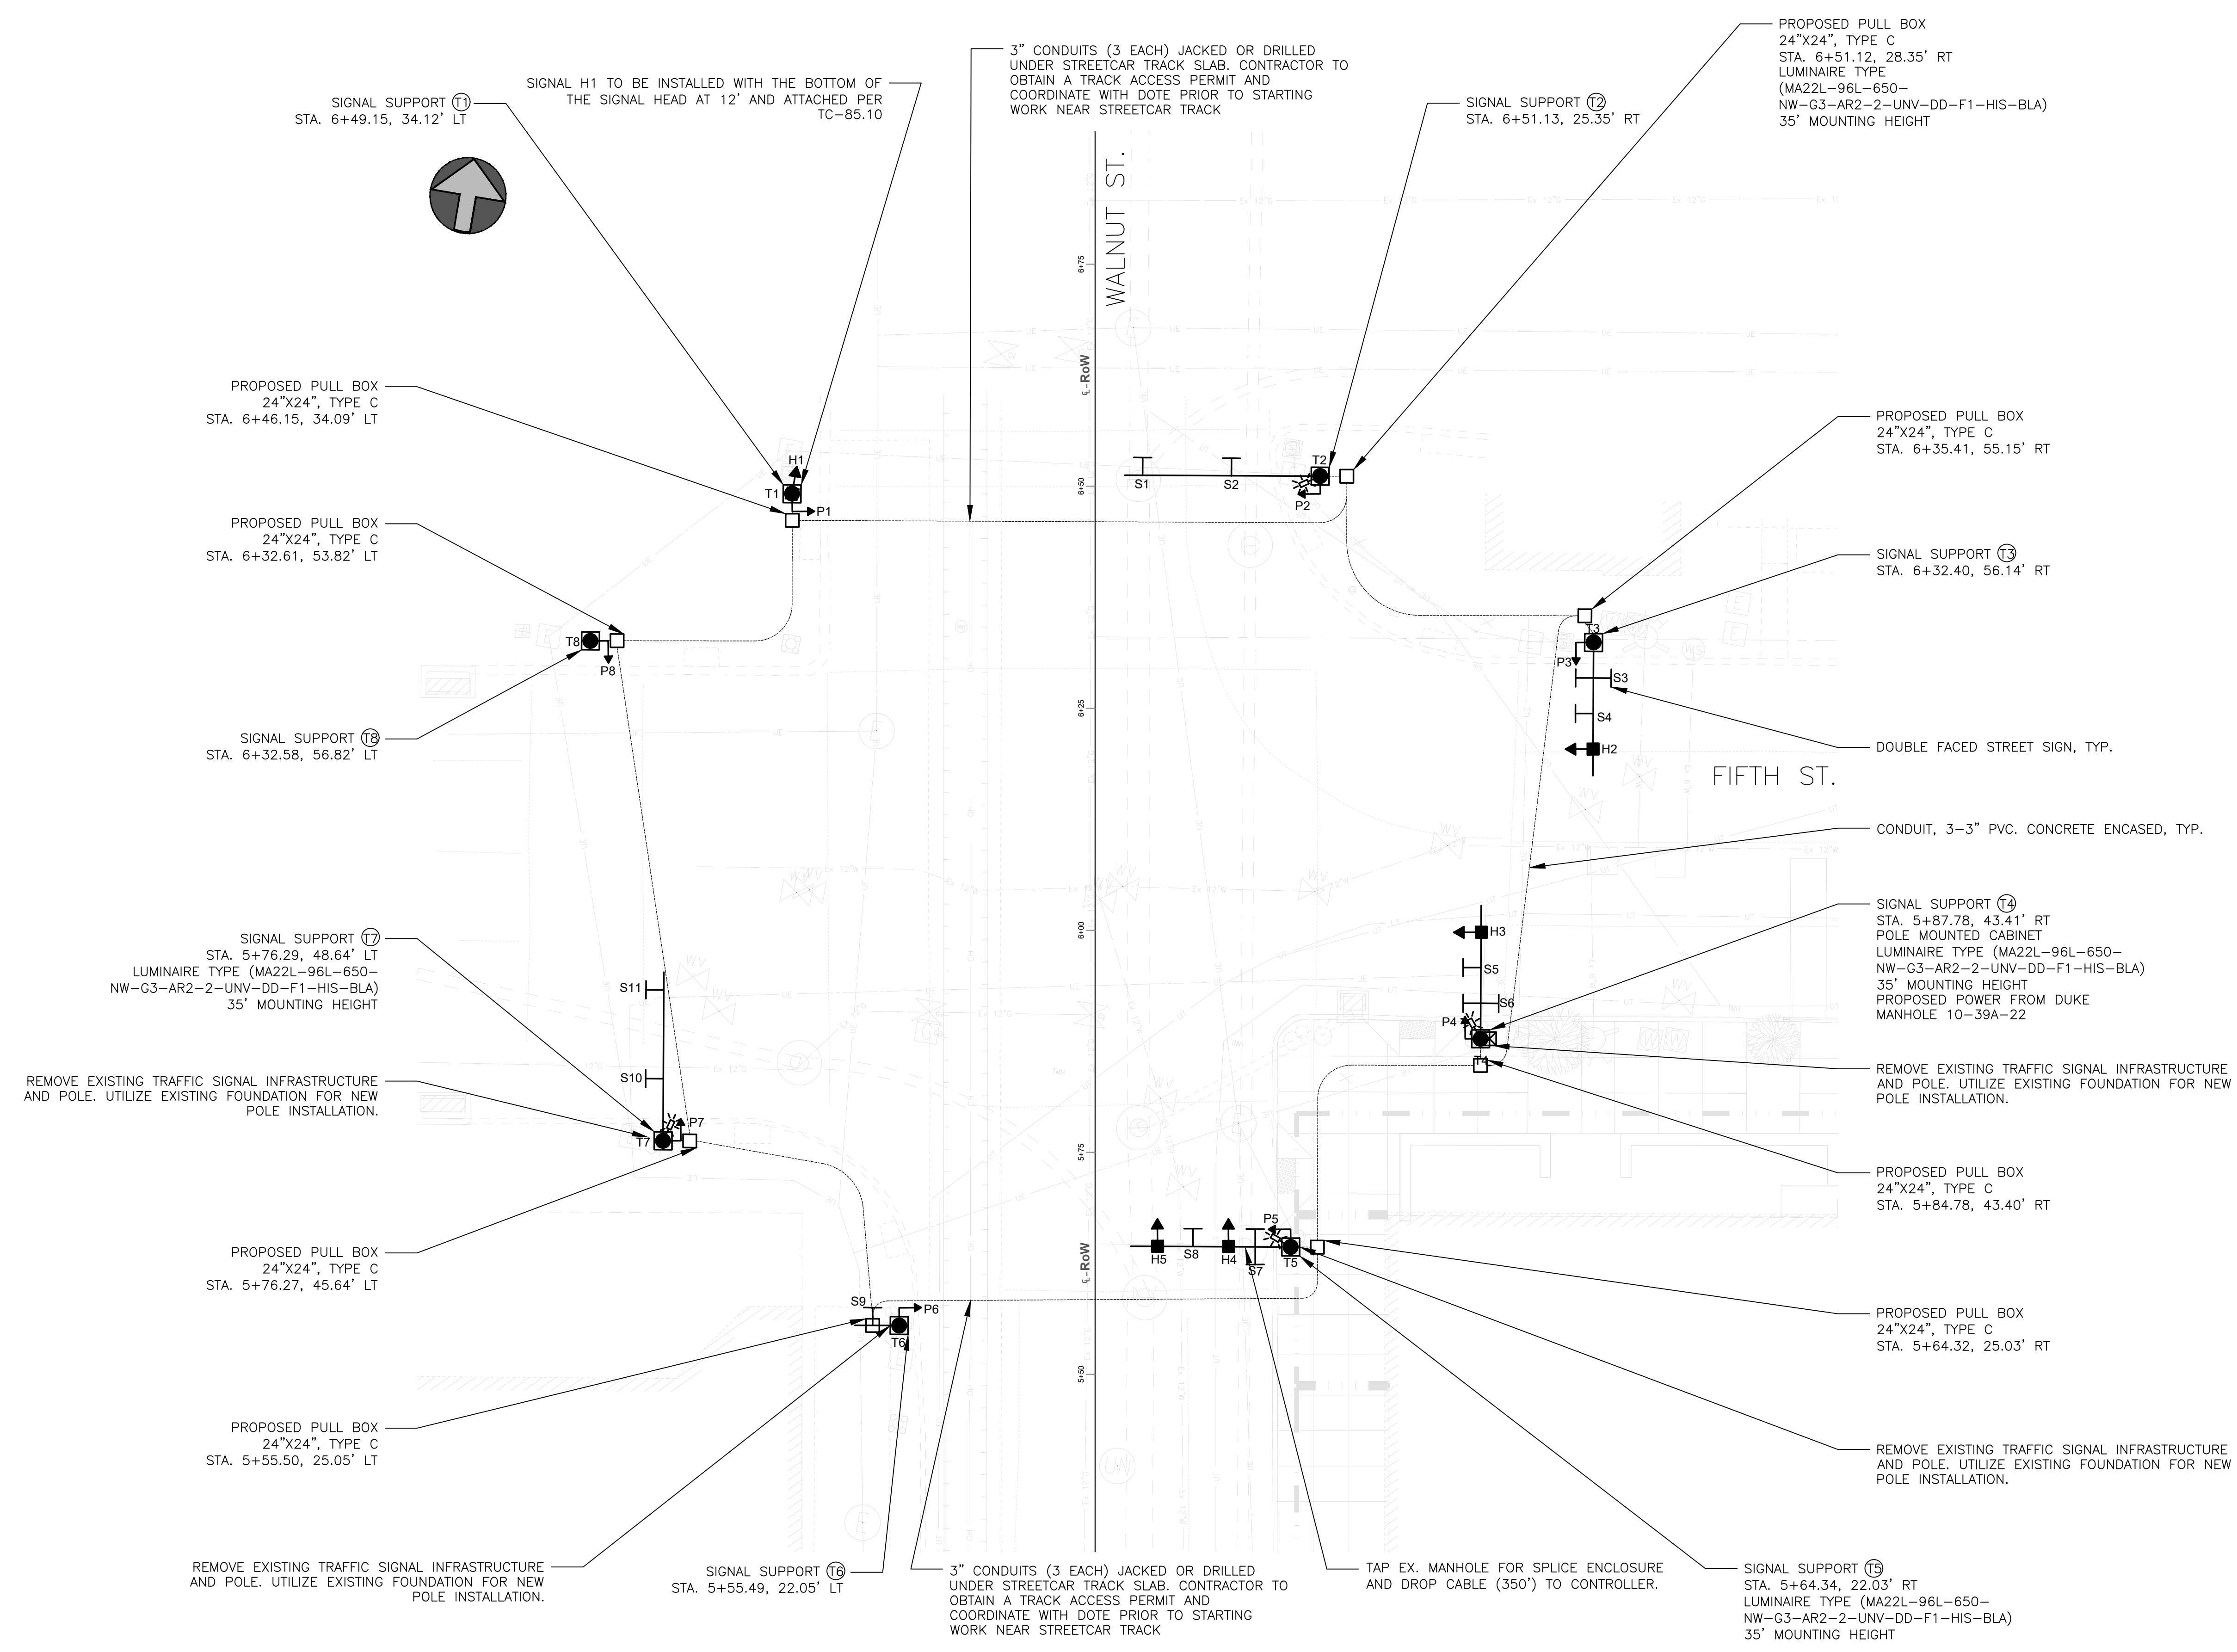 PROPOSED PULL BOX
24"X24", TYPE C
STA. 6+51.12, 28.35' RT
LUMINAIRE TYPE
(MA22L-96L-650-
NW-G3-AR2-2-UNV-DD-F1-HIS-BLA)
35' MOUNTING HEIGHT
3" CONDUITS (3 EACH) JACKED OR DRILLED
UNDER STREETCAR TRACK SLAB. CONTRACTOR TO
OBTAIN A TRACK ACCESS PERMIT AND
COORDINATE WITH DOTE PRIOR TO STARTING
WORK NEAR STREETCAR TRACK
SIGNAL H1 TO BE INSTALLED WITH THE BOTTOM OF
THE SIGNAL HEAD AT 12' AND ATTACHED PER
TC-85.10
SIGNAL SUPPORT T1
STA. 6+49.15, 34.12' LT
SIGNAL SUPPORT T2
STA. 6+51.13, 25.35' RT
WALNUT ST.
6+75
℄-RoW
PROPOSED PULL BOX
24"X24", TYPE C
STA. 6+46.15, 34.09' LT
PROPOSED PULL BOX
24"X24", TYPE C
STA. 6+35.41, 55.15' RT
H1
T1
P1
S1
S2
T2
P2
6+50
PROPOSED PULL BOX
24"X24", TYPE C
STA. 6+32.61, 53.82' LT
SIGNAL SUPPORT T3
STA. 6+32.40, 56.14' RT
T8
P8
T3
P3
S3
S4
H2
6+25
SIGNAL SUPPORT T8
STA. 6+32.58, 56.82' LT
DOUBLE FACED STREET SIGN, TYP.
FIFTH ST.
CONDUIT, 3-3" PVC. CONCRETE ENCASED, TYP.
SIGNAL SUPPORT T7
STA. 5+76.29, 48.64' LT
LUMINAIRE TYPE (MA22L-96L-650-
NW-G3-AR2-2-UNV-DD-F1-HIS-BLA)
35' MOUNTING HEIGHT
SIGNAL SUPPORT T4
STA. 5+87.78, 43.41' RT
POLE MOUNTED CABINET
LUMINAIRE TYPE (MA22L-96L-650-
NW-G3-AR2-2-UNV-DD-F1-HIS-BLA)
35' MOUNTING HEIGHT
PROPOSED POWER FROM DUKE
MANHOLE 10-39A-22
6+00
H3
S5
S6
P4
T4
S11
S10
T7
P7
REMOVE EXISTING TRAFFIC SIGNAL INFRASTRUCTURE
AND POLE. UTILIZE EXISTING FOUNDATION FOR NEW
POLE INSTALLATION.
REMOVE EXISTING TRAFFIC SIGNAL INFRASTRUCTURE
AND POLE. UTILIZE EXISTING FOUNDATION FOR NEW
POLE INSTALLATION.
5+75
PROPOSED PULL BOX
24"X24", TYPE C
STA. 5+84.78, 43.40' RT
PROPOSED PULL BOX
24"X24", TYPE C
STA. 5+76.27, 45.64' LT
H5
S8
H4
S7
P5
T5
℄-RoW
S9
P6
T6
PROPOSED PULL BOX
24"X24", TYPE C
STA. 5+64.32, 25.03' RT
5+50
PROPOSED PULL BOX
24"X24", TYPE C
STA. 5+55.50, 25.05' LT
REMOVE EXISTING TRAFFIC SIGNAL INFRASTRUCTURE
AND POLE. UTILIZE EXISTING FOUNDATION FOR NEW
POLE INSTALLATION.
REMOVE EXISTING TRAFFIC SIGNAL INFRASTRUCTURE
AND POLE. UTILIZE EXISTING FOUNDATION FOR NEW
POLE INSTALLATION.
SIGNAL SUPPORT T6
STA. 5+55.49, 22.05' LT
3" CONDUITS (3 EACH) JACKED OR DRILLED
UNDER STREETCAR TRACK SLAB. CONTRACTOR TO
OBTAIN A TRACK ACCESS PERMIT AND
COORDINATE WITH DOTE PRIOR TO STARTING
WORK NEAR STREETCAR TRACK
TAP EX. MANHOLE FOR SPLICE ENCLOSURE
AND DROP CABLE (350') TO CONTROLLER.
SIGNAL SUPPORT T5
STA. 5+64.34, 22.03' RT
LUMINAIRE TYPE (MA22L-96L-650-
NW-G3-AR2-2-UNV-DD-F1-HIS-BLA)
35' MOUNTING HEIGHT